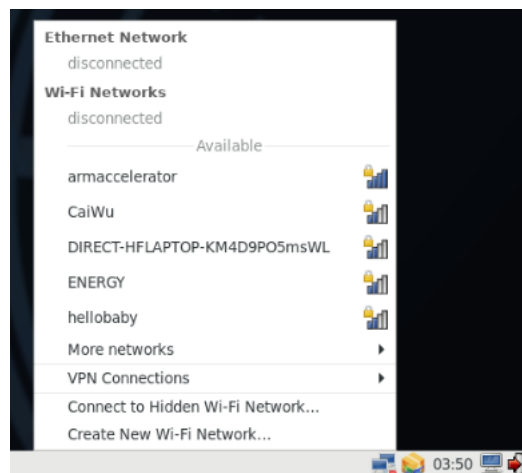 Ethernet Network
disconnected
Wi-Fi Networks
disconnected
Available
armaccelerator
CaiWu
DIRECT-HFLAPTOP-KM4D9PO5msWL
ENERGY
hellobaby
More networks
VPN Connections
Connect to Hidden Wi-Fi Network...
Create New Wi-Fi Network...
03:50